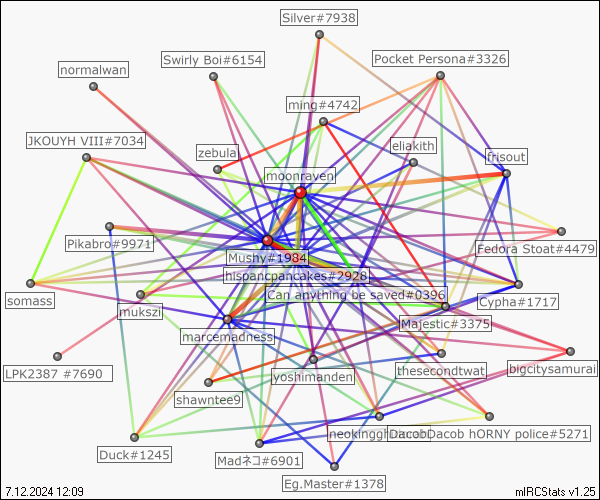 Silver#7938
Swirly Boi#6154
Pocket Persona#3326
normalwan
ming#4742
JKOUYH VIII#7034
eliakith
zebula
frisout
moonraven
Pikabro#9971
Fedora Stoat#4479
Mushy#1984
hispancpancakes#2928
Can anything be saved#0396
somass
mukszi
Cypha#1717
Majestic#3375
marcemadness
LPK2387 #7690
yoshimanden
thesecondtwat
bigcitysamurai
shawntee9
neokingghidorah
Dacob Dacob hORNY police#5271
Duck#1245
Madネコ#6901
Eg.Master#1378
7.12.2024 12:09
mIRCStats v1.25